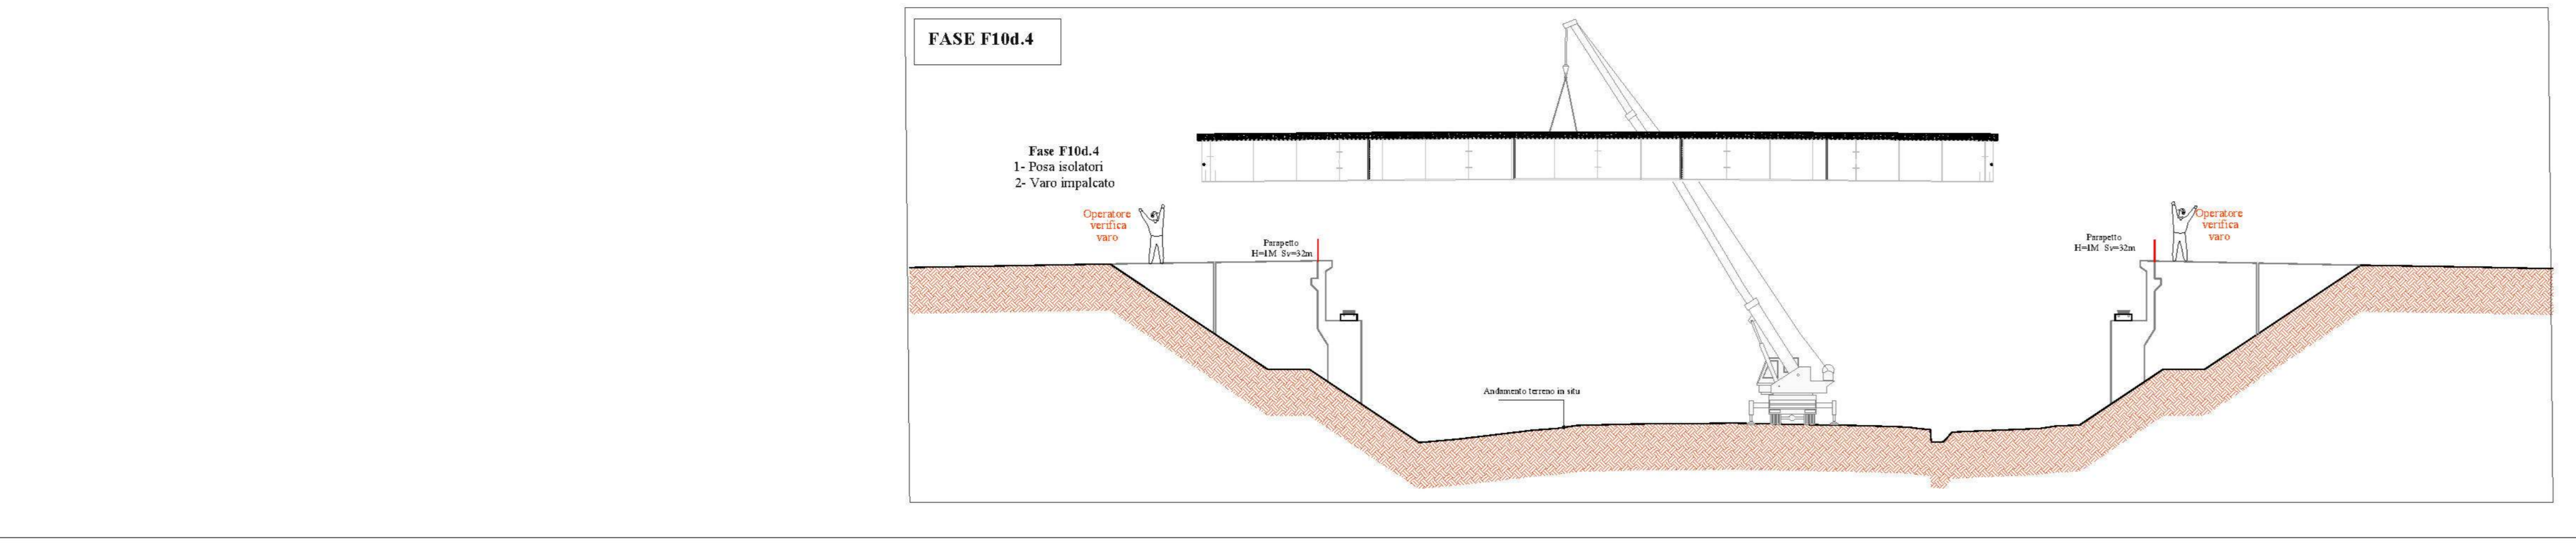 FASE F10d.4
Fase F10d.4
1- Posa isolatori
2- Varo impalcato
Operatore
verifica
varo
Parapetto
H=1M Sv=32m
Parapetto
H=1M Sv=32m
Operatore
verifica
varo
Andamento terreno in situ